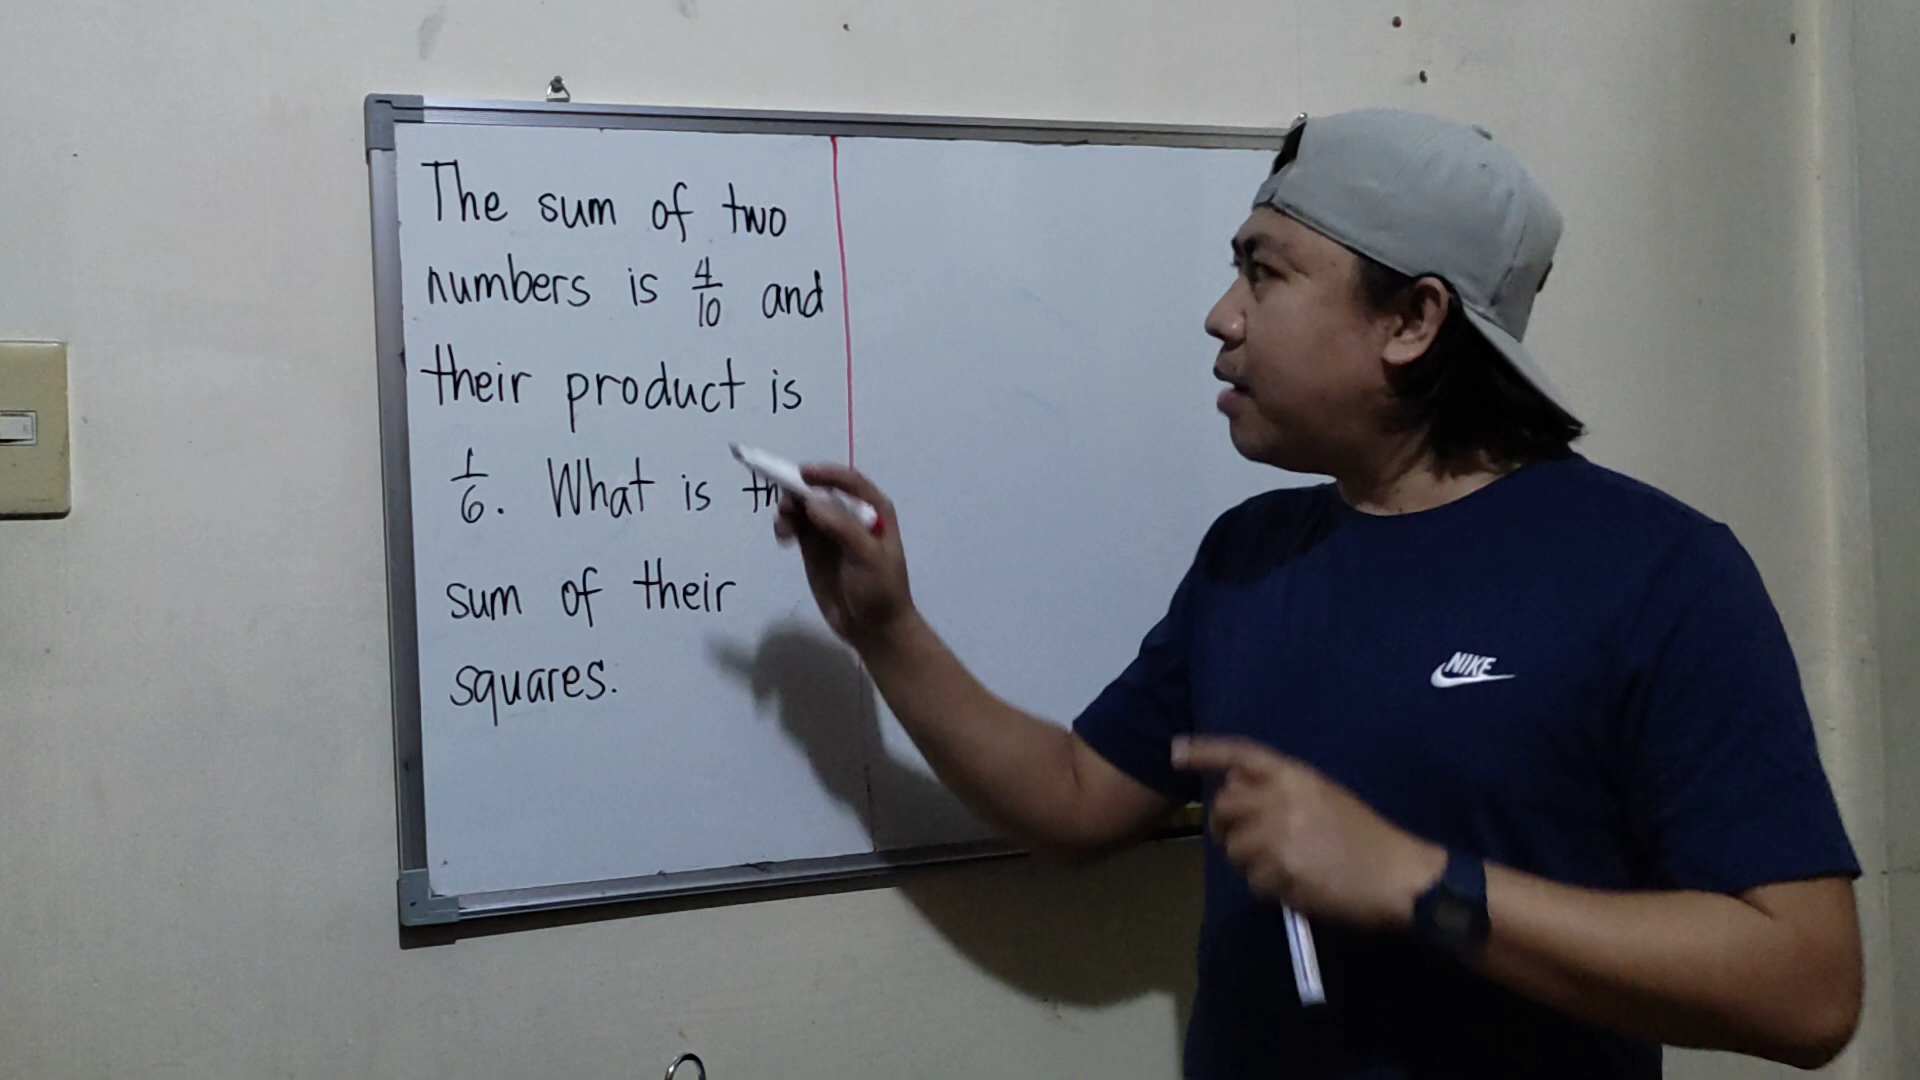 The sum of two
numbers is 4/10 and
their product is
1/6. What is
sum of their
squares.
NIKE